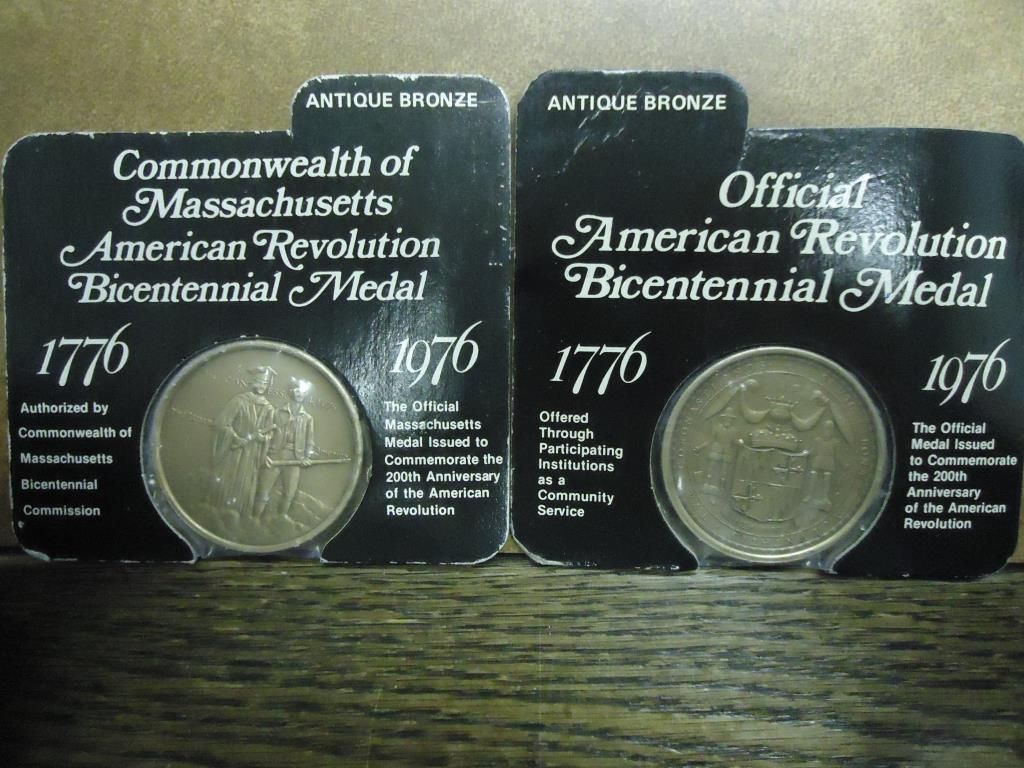 ANTIQUE BRONZE
Commonwealth of
Massachusetts
American Revolution
Bicentennial Medal
1776
1976
Authorized by
Commonwealth of
Massachusetts
Bicentennial
Commission
The Official
Massachusetts
Medal Issued to
Commemorate the
200th Anniversary
of the American
Revolution
ANTIQUE BRONZE
Official
American Revolution
Bicentennial Medal
1776
1976
Offered
Through
Participating
Institutions
as a
Community
Service
The Official
Medal Issued
to Commemorate
the 200th
Anniversary
of the American
Revolution